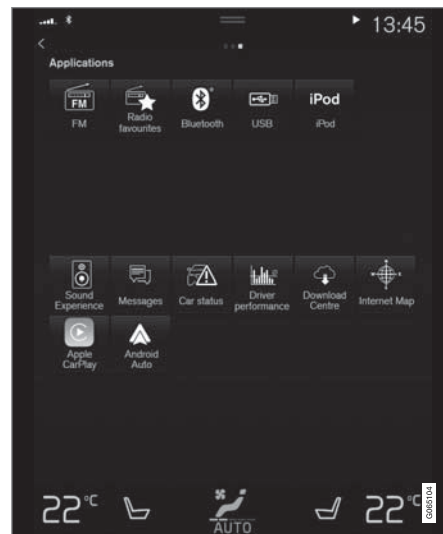 13:45
Applications
FM
iPod
FM
Radio favourites
Bluetooth
USB
iPod
Sound Experience
Messages
Car status
Driver performance
Download Centre
Internet Map
Apple CarPlay
Android Auto
22°C
AUTO
22°C
G065104